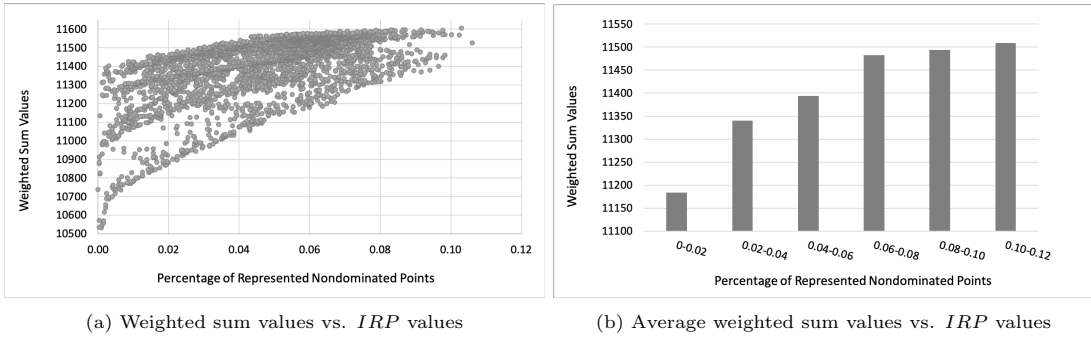 11600
11500
11400
11300
11200
11100
11000
10900
10800
10700
10600
10500
Weighted Sum Values
0.00 0.02 0.04 0.06 0.08 0.10 0.12
Percentage of Represented Nondominated Points
(a) Weighted sum values vs. IRP values
11550
11500
11450
11400
11350
11300
11250
11200
11150
11100
Weighted Sum Values
0-0.02 0.02-0.04 0.04-0.06 0.06-0.08 0.08-0.10 0.10-0.12
Percentage of Represented Nondominated Points
(b) Average weighted sum values vs. IRP values